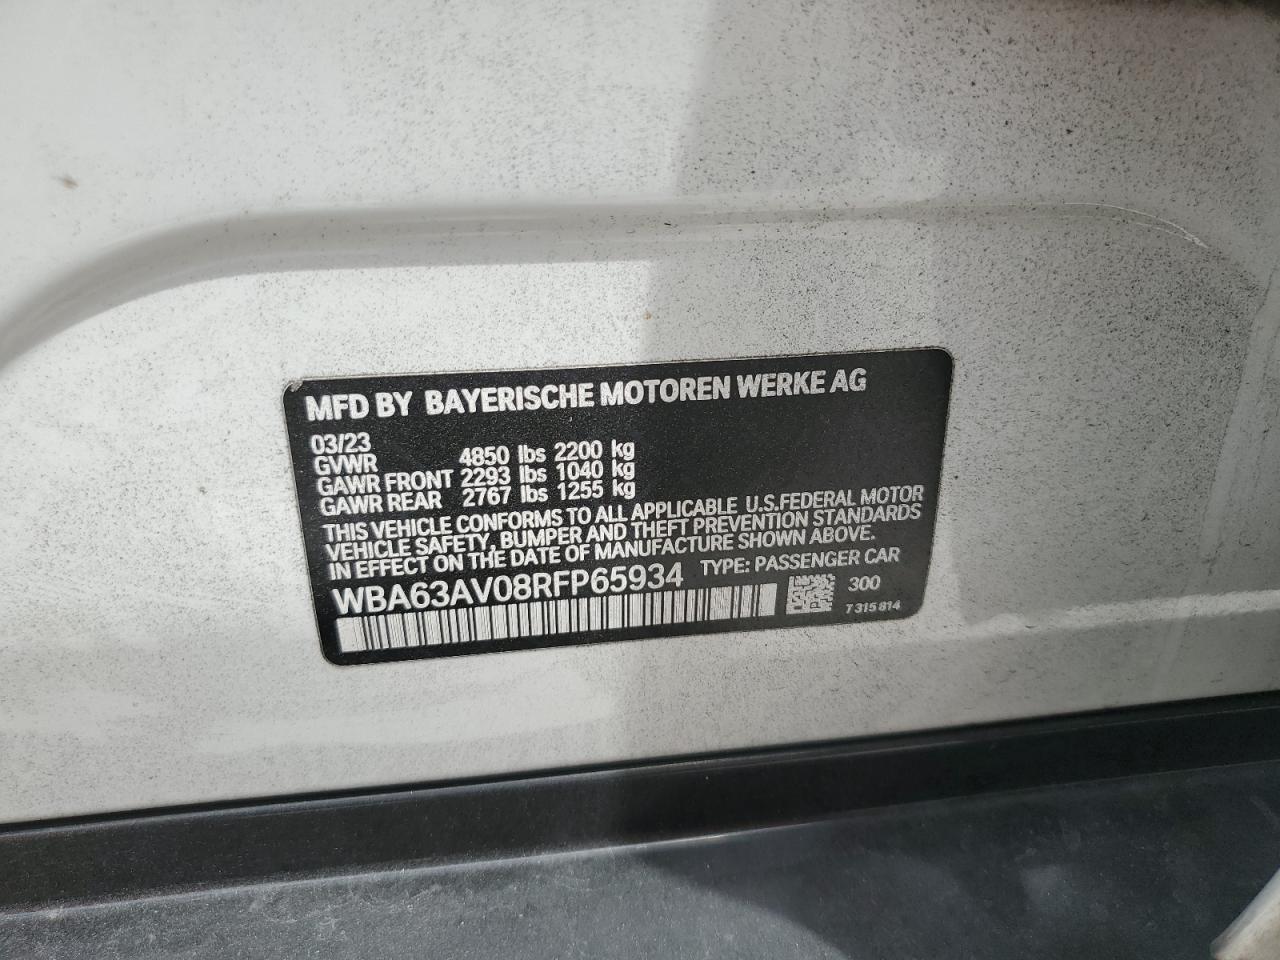 MFD BY BAYERISCHE MOTOREN WERKE AG
03/23
GVWR 4850 lbs 2200 kg
GAWR FRONT 2293 lbs 1040 kg
GAWR REAR 2767 lbs 1255 kg
THIS VEHICLE CONFORMS TO ALL APPLICABLE U.S.FEDERAL MOTOR
VEHICLE SAFETY, BUMPER AND THEFT PREVENTION STANDARDS
IN EFFECT ON THE DATE OF MANUFACTURE SHOWN ABOVE.
WBA63AV08RFP65934 TYPE: PASSENGER CAR
300
7 315 814